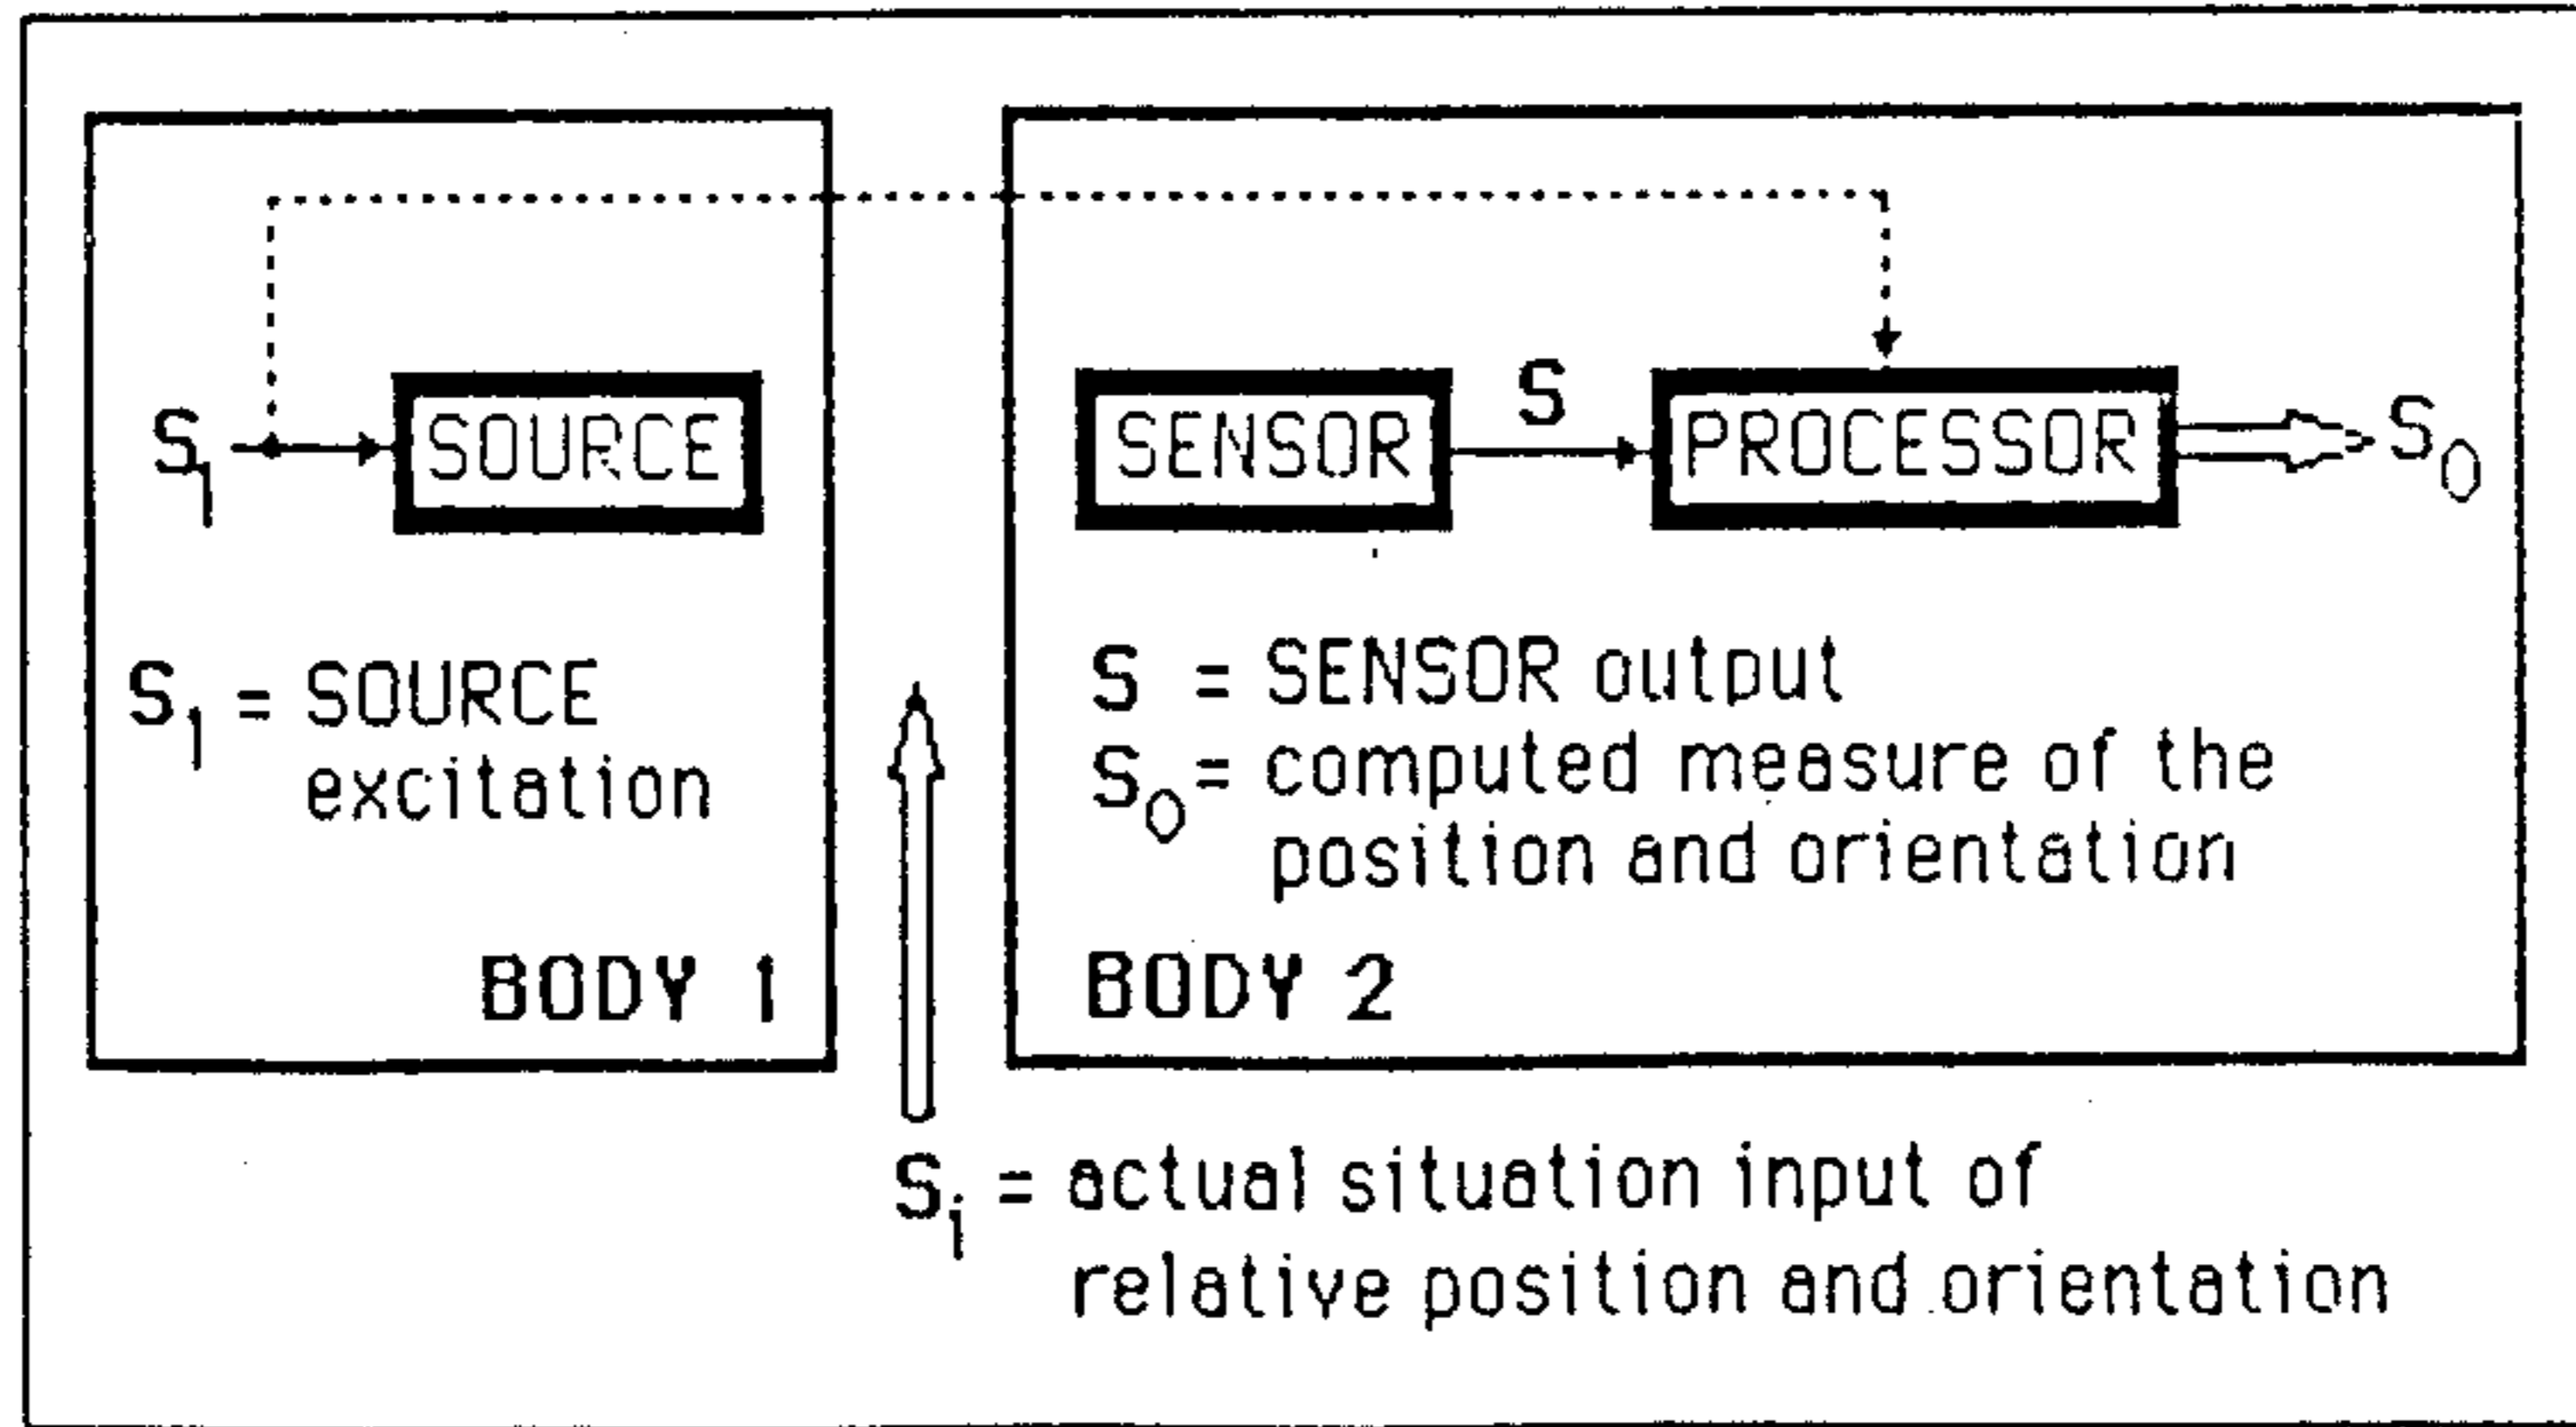 S₁ SOURCE
SENSOR S PROCESSOR S₀
S₁ = SOURCE
excitation
BODY 1
S = SENSOR output
S₀ = computed measure of the
position and orientation
BODY 2
Sᵢ = actual situation input of
relative position and orientation